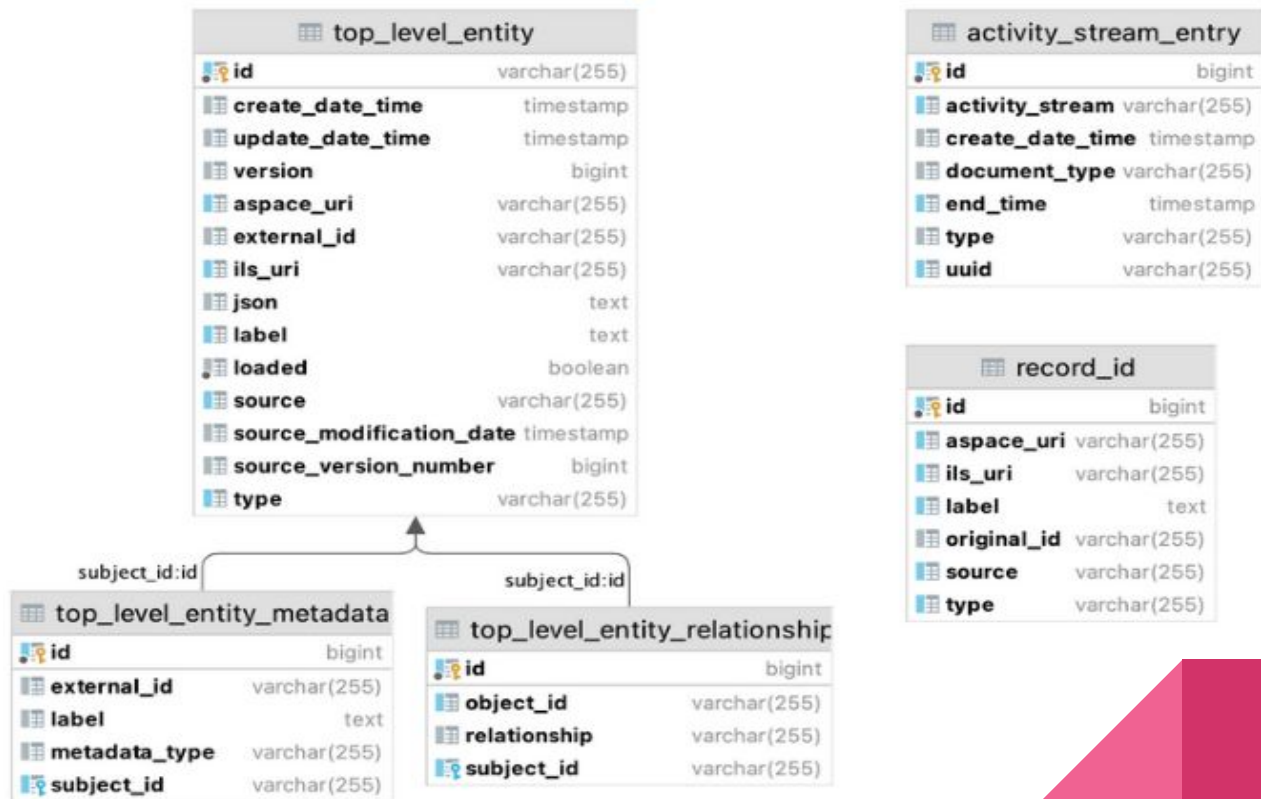 top_level_entity
id varchar(255)
create_date_time timestamp
update_date_time timestamp
version bigint
aspace_uri varchar(255)
external_id varchar(255)
ils_uri varchar(255)
json text
label text
loaded boolean
source varchar(255)
source_modification_date timestamp
source_version_number bigint
type varchar(255)
activity_stream_entry
id bigint
activity_stream varchar(255)
create_date_time timestamp
document_type varchar(255)
end_time timestamp
type varchar(255)
uuid varchar(255)
record_id
id bigint
aspace_uri varchar(255)
ils_uri varchar(255)
label text
original_id varchar(255)
source varchar(255)
type varchar(255)
subject_id:id
subject_id:id
top_level_entity_metadata
id bigint
external_id varchar(255)
label text
metadata_type varchar(255)
subject_id varchar(255)
top_level_entity_relationship
id bigint
object_id varchar(255)
relationship varchar(255)
subject_id varchar(255)